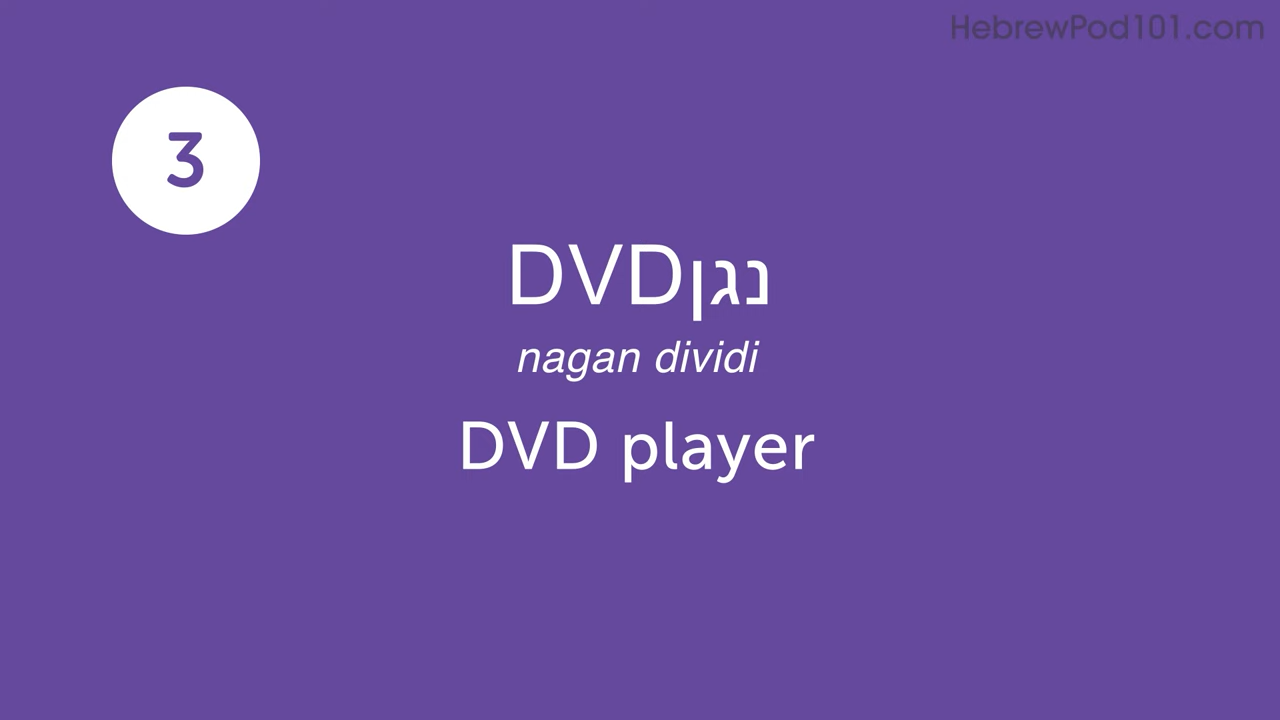 HebrewPod101.com
3
נגןDVD
nagan dividi
DVD player